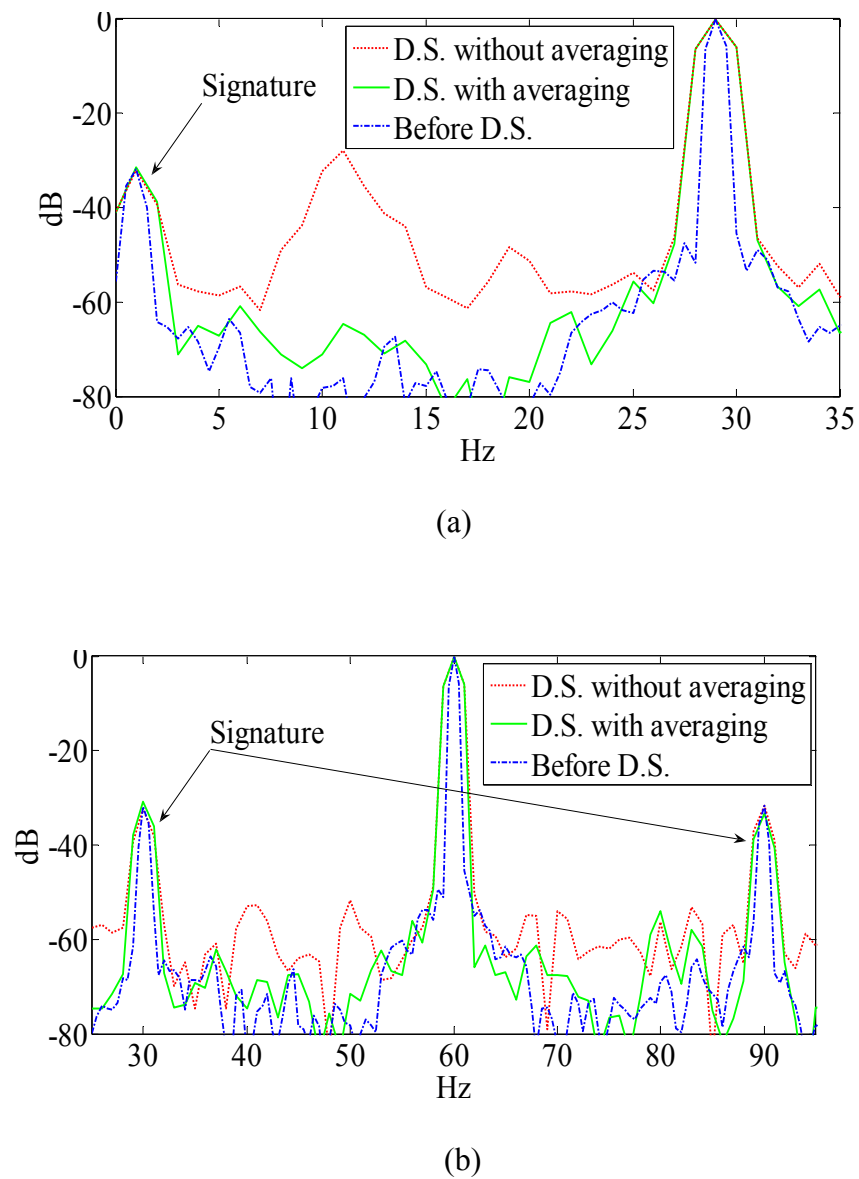 0
-20
-40
-60
-80
dB
Signature
D.S. without averaging
D.S. with averaging
Before D.S.
0 5 10 15 20 25 30 35
Hz
(a)
0
-20
-40
-60
-80
dB
Signature
D.S. without averaging
D.S. with averaging
Before D.S.
30 40 50 60 70 80 90
Hz
(b)